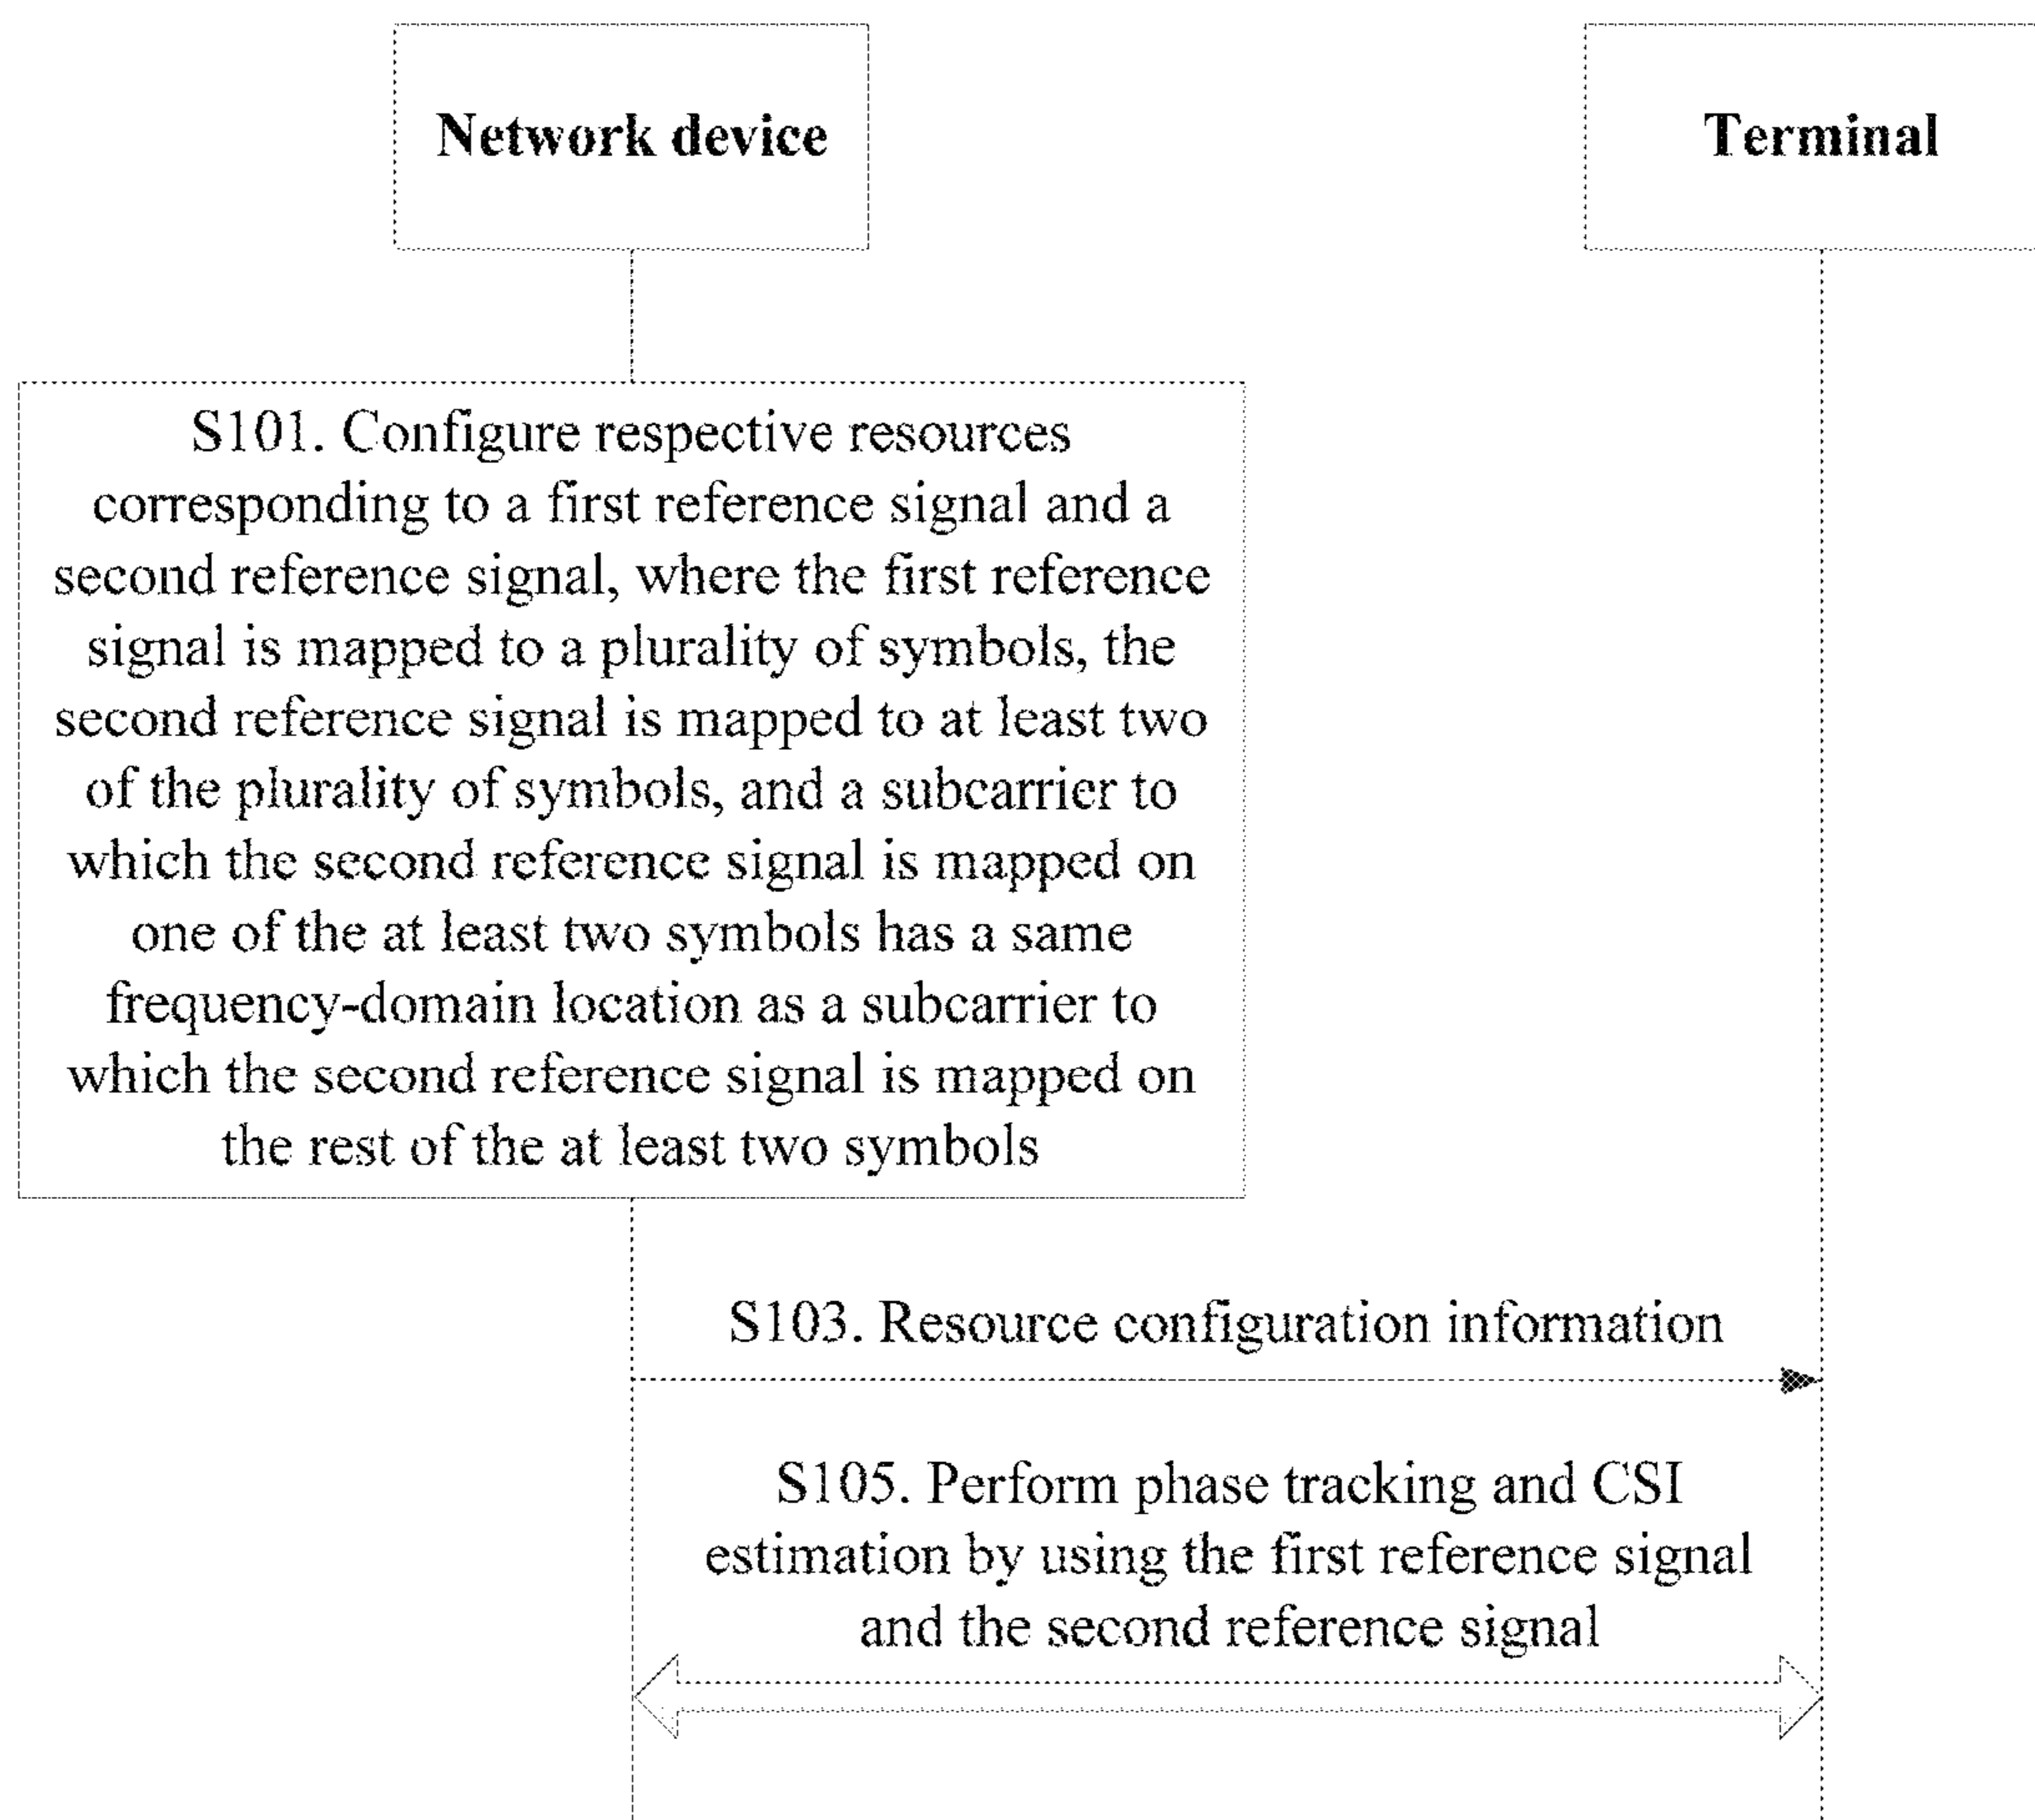 Network device
Terminal
S101. Configure respective resources
corresponding to a first reference signal and a
second reference signal, where the first reference
signal is mapped to a plurality of symbols, the
second reference signal is mapped to at least two
of the plurality of symbols, and a subcarrier to
which the second reference signal is mapped on
one of the at least two symbols has a same
frequency-domain location as a subcarrier to
which the second reference signal is mapped on
the rest of the at least two symbols
S103. Resource configuration information
S105. Perform phase tracking and CSI
estimation by using the first reference signal
and the second reference signal